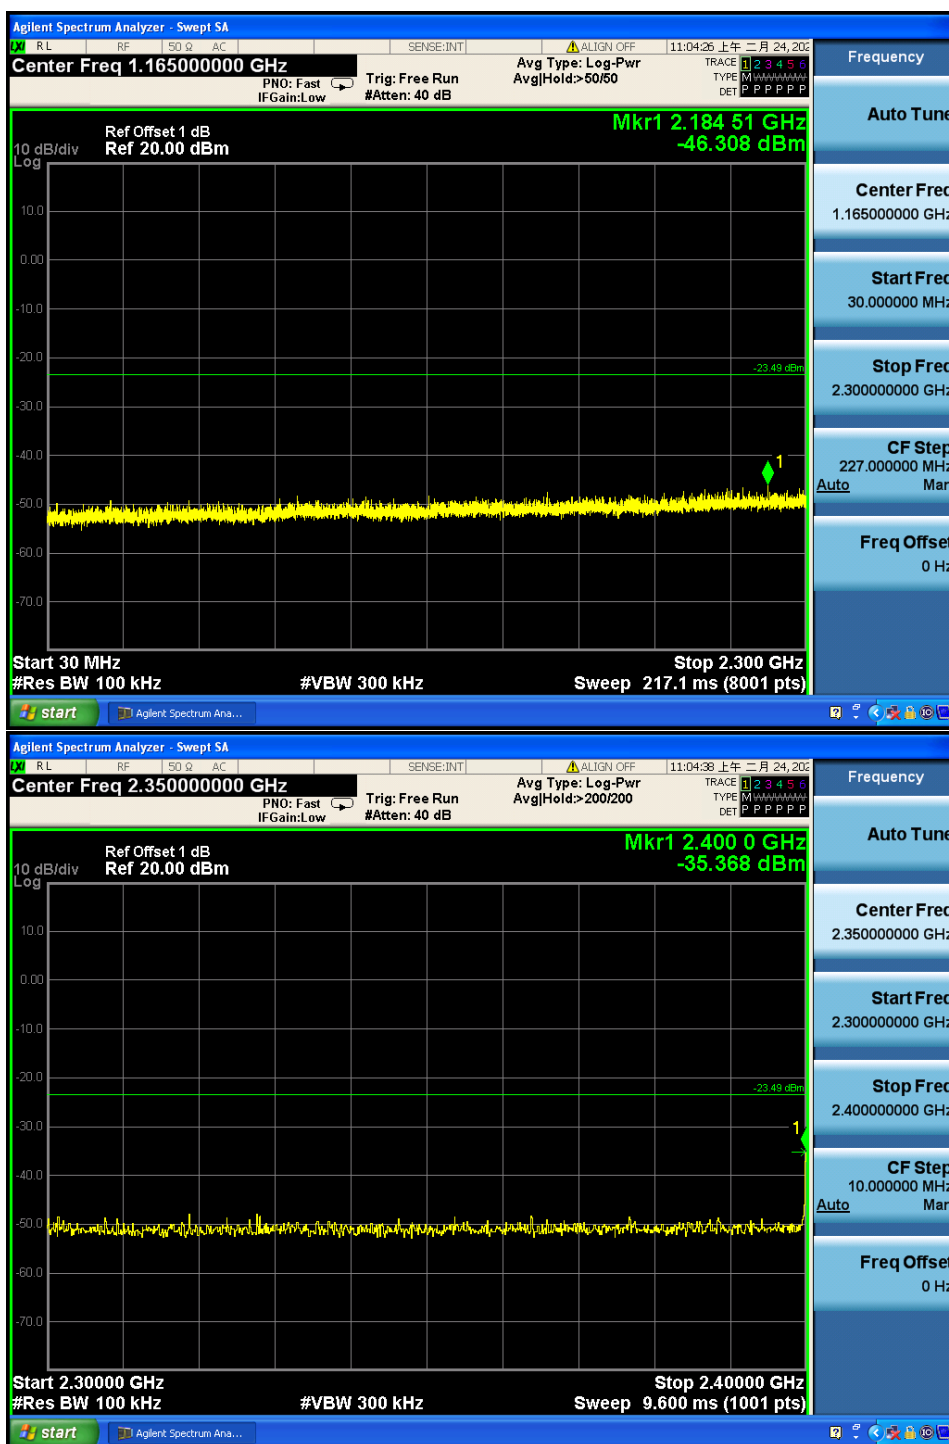 Agilent Spectrum Analyzer - Swept SA
LXI RL RF 50 Ω AC SENSE:INT ALIGN OFF 11:04:26 上午 二月 24, 202
Center Freq 1.165000000 GHz
PNO: Fast
IFGain:Low
Trig: Free Run
#Atten: 40 dB
Avg Type: Log-Pwr
Avg|Hold:>50/50
TRACE 1 2 3 4 5 6
TYPE M
DET P P P P P P
Mkr1 2.184 51 GHz
-46.308 dBm
Ref Offset 1 dB
10 dB/div Ref 20.00 dBm
Log
10.0
0.00
-10.0
-20.0
-23.49 dBm
-30.0
-40.0
1
-50.0
-60.0
-70.0
Start 30 MHz Stop 2.300 GHz
#Res BW 100 kHz #VBW 300 kHz Sweep 217.1 ms (8001 pts)
Frequency
Auto Tune
Center Freq
1.165000000 GHz
Start Freq
30.000000 MHz
Stop Freq
2.300000000 GHz
CF Step
227.000000 MHz
Auto Man
Freq Offset
0 Hz
start Agilent Spectrum Ana...
Agilent Spectrum Analyzer - Swept SA
LXI RL RF 50 Ω AC SENSE:INT ALIGN OFF 11:04:38 上午 二月 24, 202
Center Freq 2.350000000 GHz
PNO: Fast
IFGain:Low
Trig: Free Run
#Atten: 40 dB
Avg Type: Log-Pwr
Avg|Hold:>200/200
TRACE 1 2 3 4 5 6
TYPE M
DET P P P P P P
Mkr1 2.400 0 GHz
-35.368 dBm
Ref Offset 1 dB
10 dB/div Ref 20.00 dBm
Log
10.0
0.00
-10.0
-20.0
-23.49 dBm
-30.0
1
-40.0
-50.0
-60.0
-70.0
Start 2.30000 GHz Stop 2.40000 GHz
#Res BW 100 kHz #VBW 300 kHz Sweep 9.600 ms (1001 pts)
Frequency
Auto Tune
Center Freq
2.350000000 GHz
Start Freq
2.300000000 GHz
Stop Freq
2.400000000 GHz
CF Step
10.000000 MHz
Auto Man
Freq Offset
0 Hz
start Agilent Spectrum Ana...